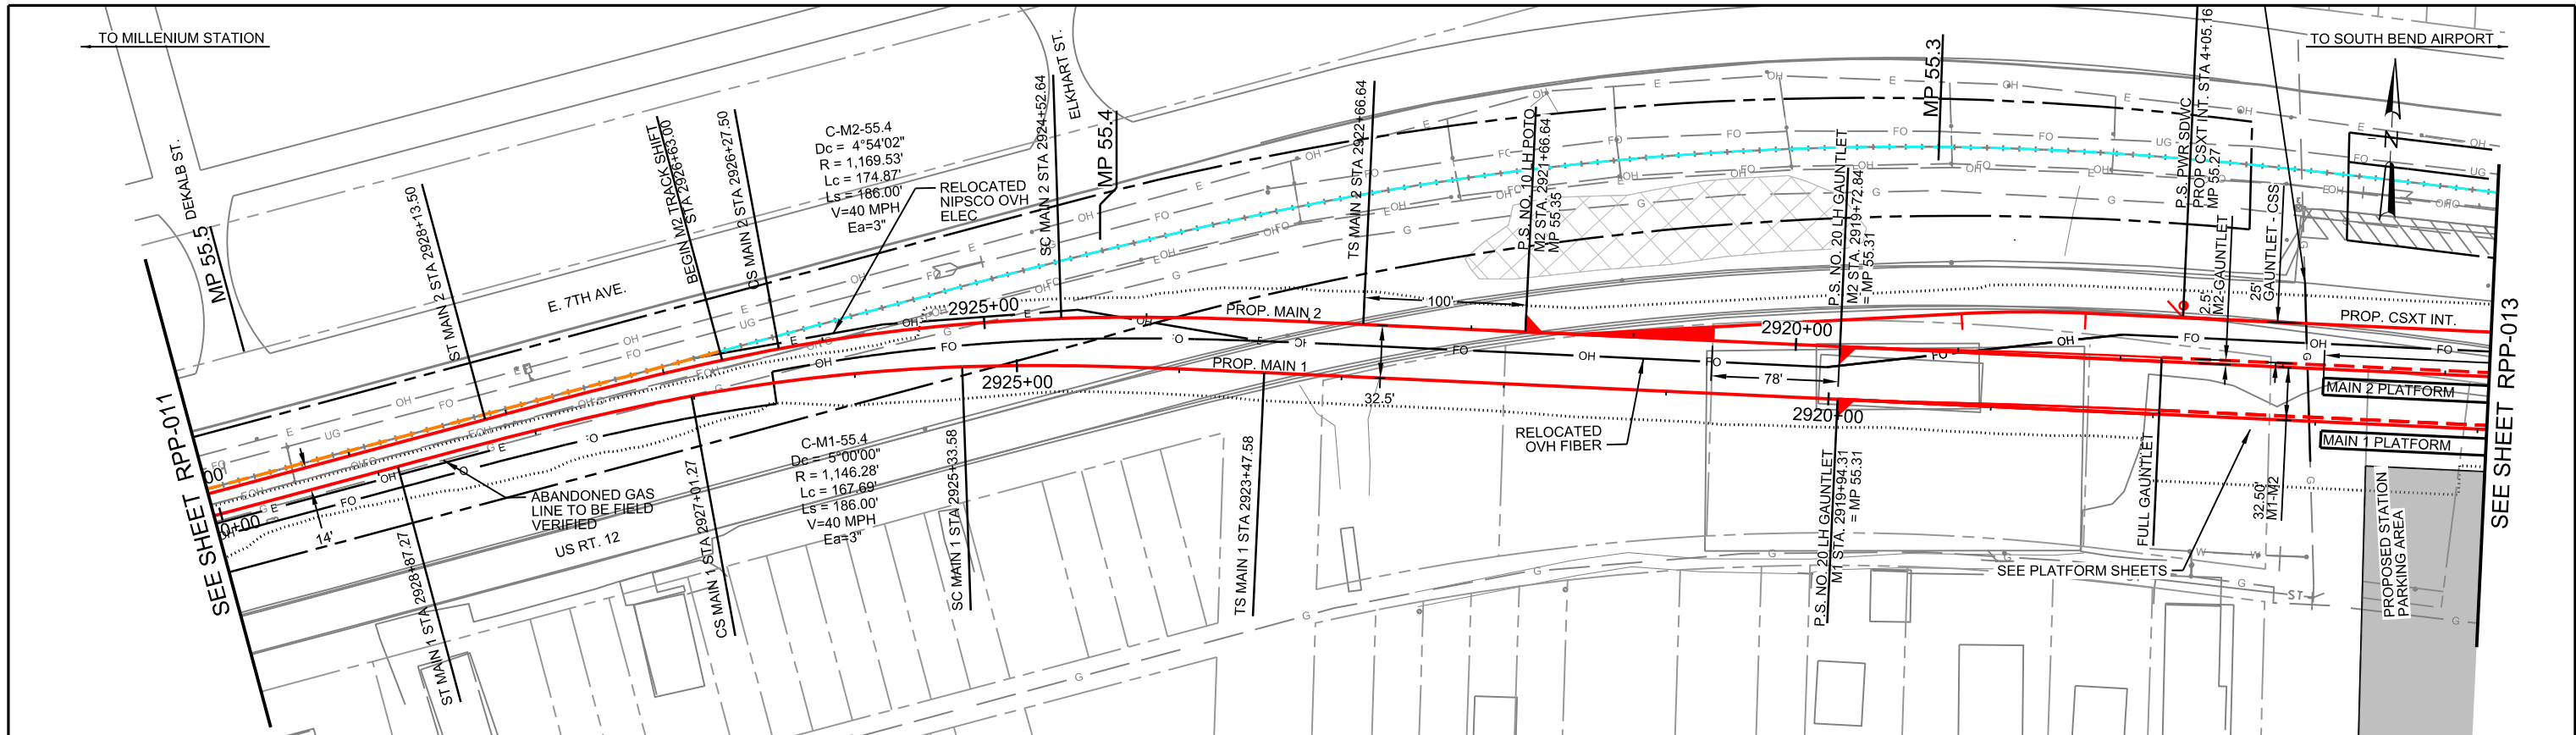 TO MILLENIUM STATION
TO SOUTH BEND AIRPORT
DEKALB ST.
MP 55.5
ELKHART ST.
MP 55.4
MP 55.3
N
E. 7TH AVE.
US RT. 12
SEE SHEET RPP-011
SEE SHEET RPP-013
ST MAIN 2 STA 2928+13.50
BEGIN M2 TRACK SHIFT
STA 2926+63.00
CS MAIN 2 STA 2926+27.50
C-M2-55.4
Dc = 4°54'02"
R = 1,169.53'
Lc = 174.87'
Ls = 186.00'
V=40 MPH
Ea=3"
RELOCATED
NIPSCO OVH
ELEC
SC MAIN 2 STA 2924+52.64
TS MAIN 2 STA 2922+66.64
P.S. NO. 10 LH POTO
M2 STA. 2921+66.64
MP 55.35
P.S. NO. 20 LH GAUNTLET
M2 STA. 2919+72.84
= MP 55.31
P.S. PWR SDWC
PROP CSXT INT. STA 4+05.16
MP 55.27
2.5'
M2-GAUNTLET
25'
GAUNTLET - CSS
2925+00
PROP. MAIN 2
100'
2920+00
PROP. CSXT INT.
2925+00
PROP. MAIN 1
32.5'
78'
2920+00
MAIN 2 PLATFORM
MAIN 1 PLATFORM
RELOCATED
OVH FIBER
ABANDONED GAS
LINE TO BE FIELD
VERIFIED
14'
ST MAIN 1 STA 2928+87.27
CS MAIN 1 STA 2927+01.27
C-M1-55.4
Dc = 5°00'00"
R = 1,146.28'
Lc = 167.69'
Ls = 186.00'
V=40 MPH
Ea=3"
SC MAIN 1 STA 2925+33.58
TS MAIN 1 STA 2923+47.58
P.S. NO. 20 LH GAUNTLET
M1 STA. 2919+94.31
= MP 55.31
FULL GAUNTLET
32.50'
M1-M2
SEE PLATFORM SHEETS
PROPOSED STATION
PARKING AREA